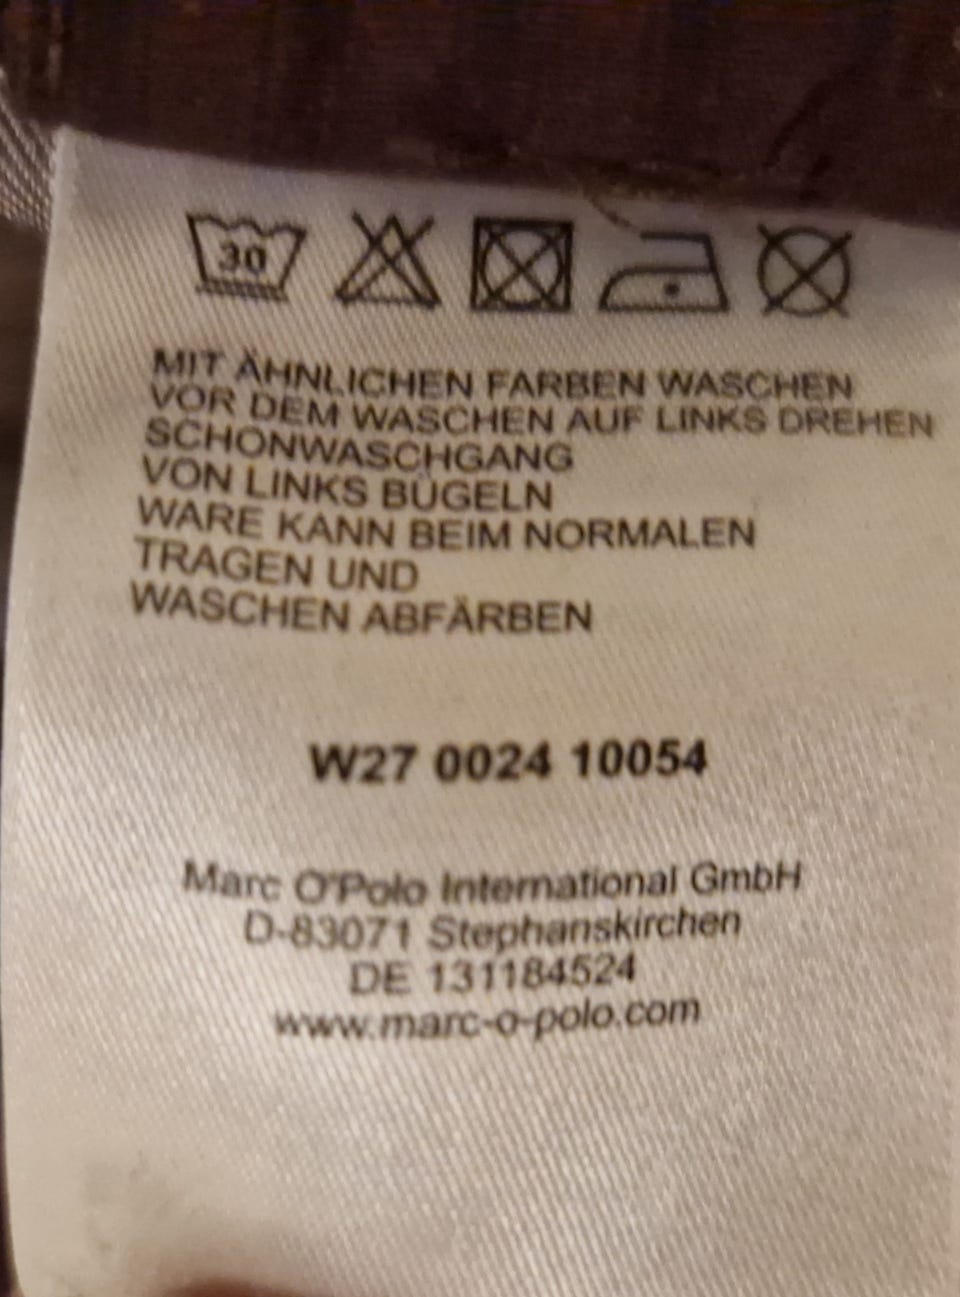 30
MIT ÄHNLICHEN FARBEN WASCHEN
VOR DEM WASCHEN AUF LINKS DREHEN
SCHONWASCHGANG
VON LINKS BÜGELN
WARE KANN BEIM NORMALEN
TRAGEN UND
WASCHEN ABFÄRBEN
W27 0024 10054
Marc O'Polo International GmbH
D-83071 Stephanskirchen
DE 131184524
www.marc-o-polo.com